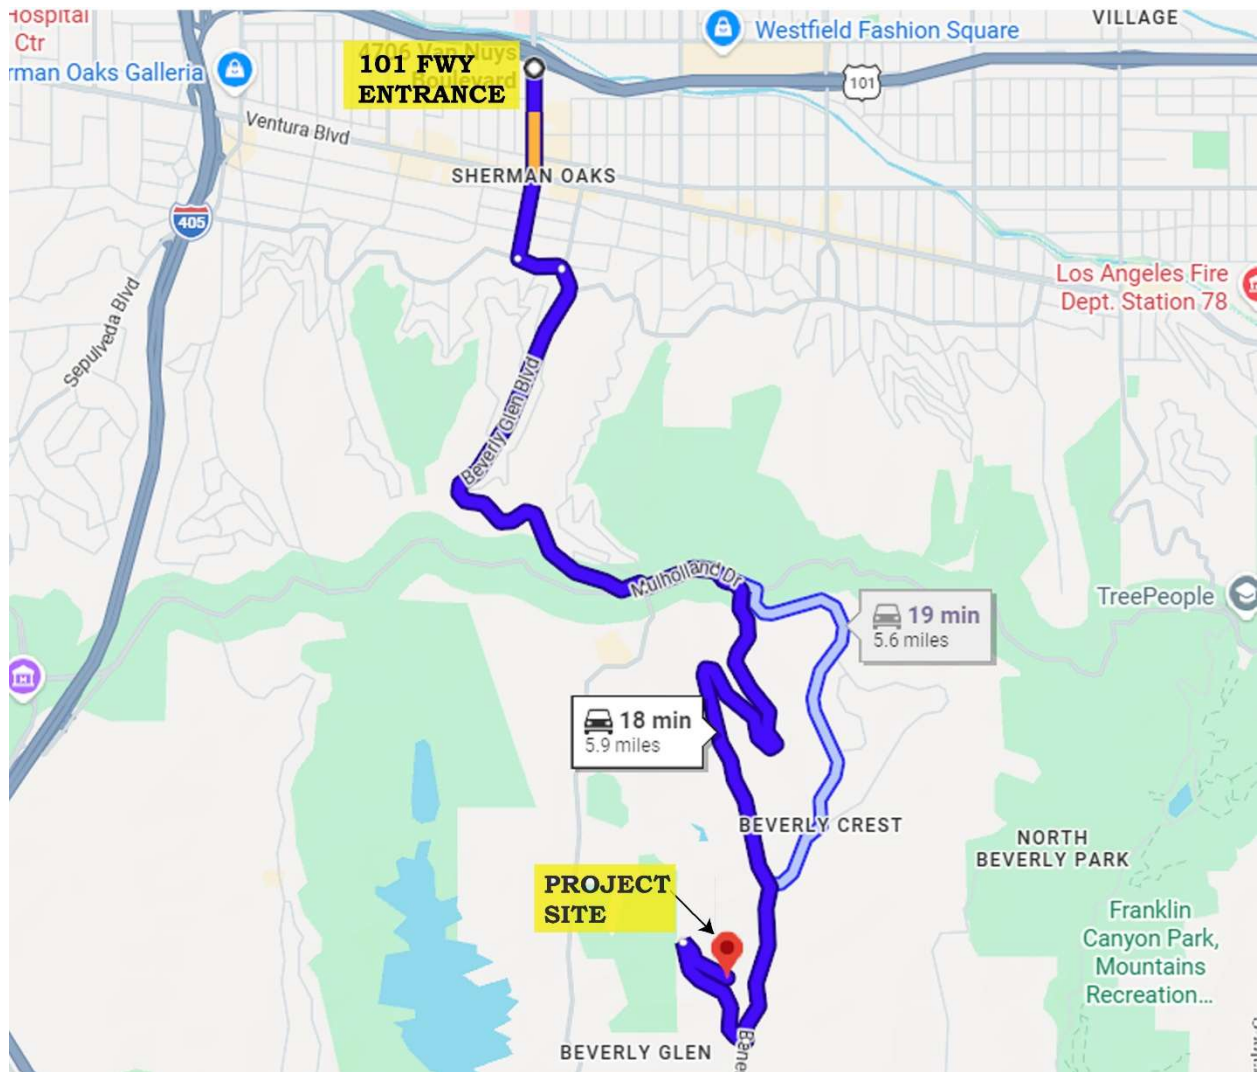 Hospital
Ctr
rman Oaks Galleria
4706 Van Nuys
Boulevard
101 FWY
ENTRANCE
Westfield Fashion Square
VILLAGE
101
Ventura Blvd
SHERMAN OAKS
405
Sepulveda Blvd
Los Angeles Fire
Dept. Station 78
Beverly Glen Blvd
Mulholland Dr
19 min
5.6 miles
TreePeople
18 min
5.9 miles
BEVERLY CREST
NORTH
BEVERLY PARK
PROJECT
SITE
Franklin
Canyon Park,
Mountains
Recreation...
BEVERLY GLEN
Bene